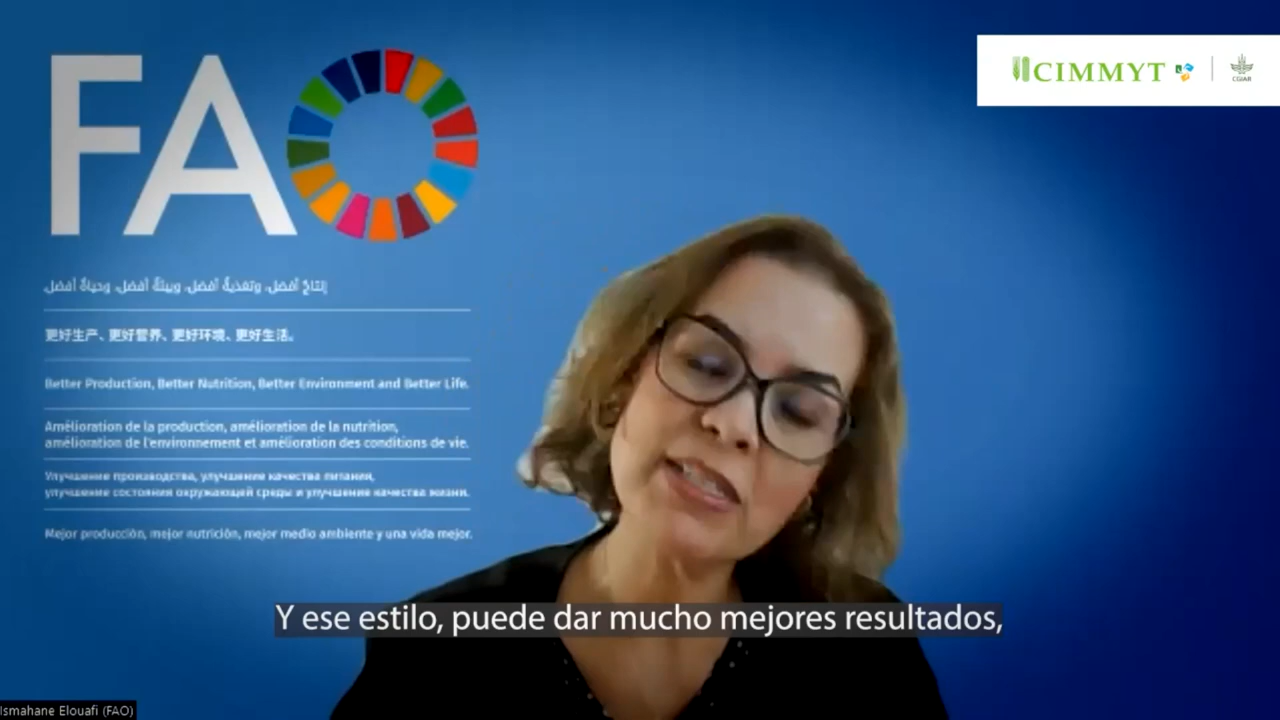 FAO
CIMMYT
CGIAR
إنتاجٌ أفضل، وتغذيةٌ أفضل، وبيئةٌ أفضل، وحياةٌ أفضل.
更好生产、更好营养、更好环境、更好生活。
Better Production, Better Nutrition, Better Environment and Better Life.
Amélioration de la production, amélioration de la nutrition,
amélioration de l'environnement et amélioration des conditions de vie.
Улучшение производства, улучшение качества питания,
улучшение состояния окружающей среды и улучшение качества жизни.
Mejor producción, mejor nutrición, mejor medio ambiente y una vida mejor.
Y ese estilo, puede dar mucho mejores resultados,
Ismahane Elouafi (FAO)